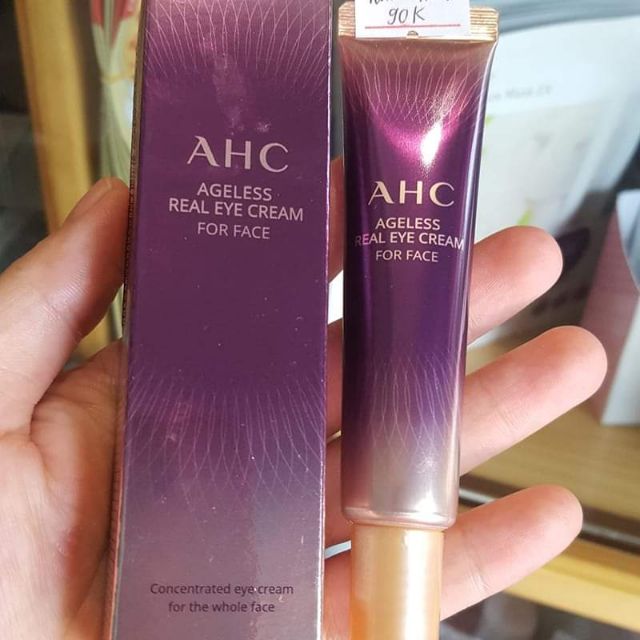 90K
AHC
AGELESS
REAL EYE CREAM
FOR FACE
Concentrated eye cream
for the whole face
AHC
AGELESS
REAL EYE CREAM
FOR FACE